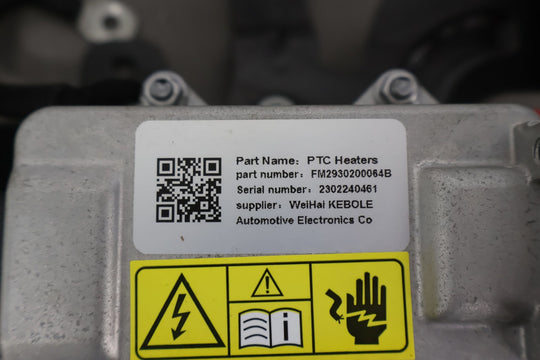 Part Name： PTC Heaters
part number： FM2930200064B
Serial number： 2302240461
supplier： WeiHai KEBOLE
Automotive Electronics Co